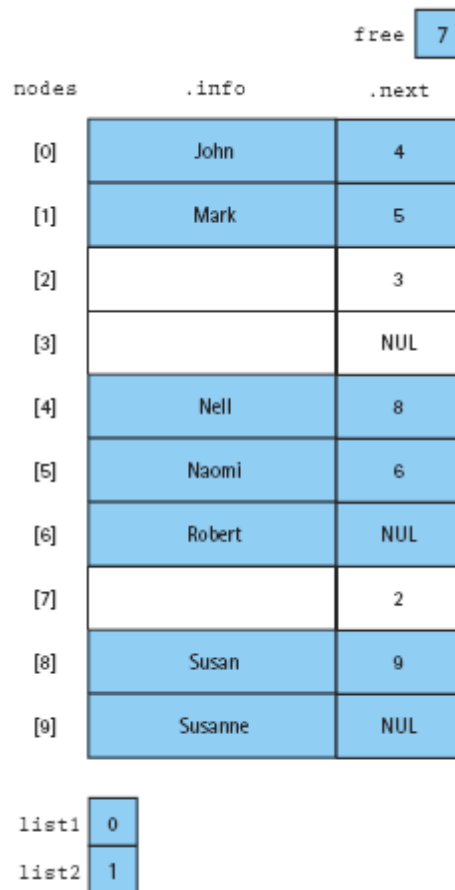 free 7
nodes .info .next
[0] John 4
[1] Mark 5
[2] 3
[3] NUL
[4] Nell 8
[5] Naomi 6
[6] Robert NUL
[7] 2
[8] Susan 9
[9] Susanne NUL
list1 0
list2 1